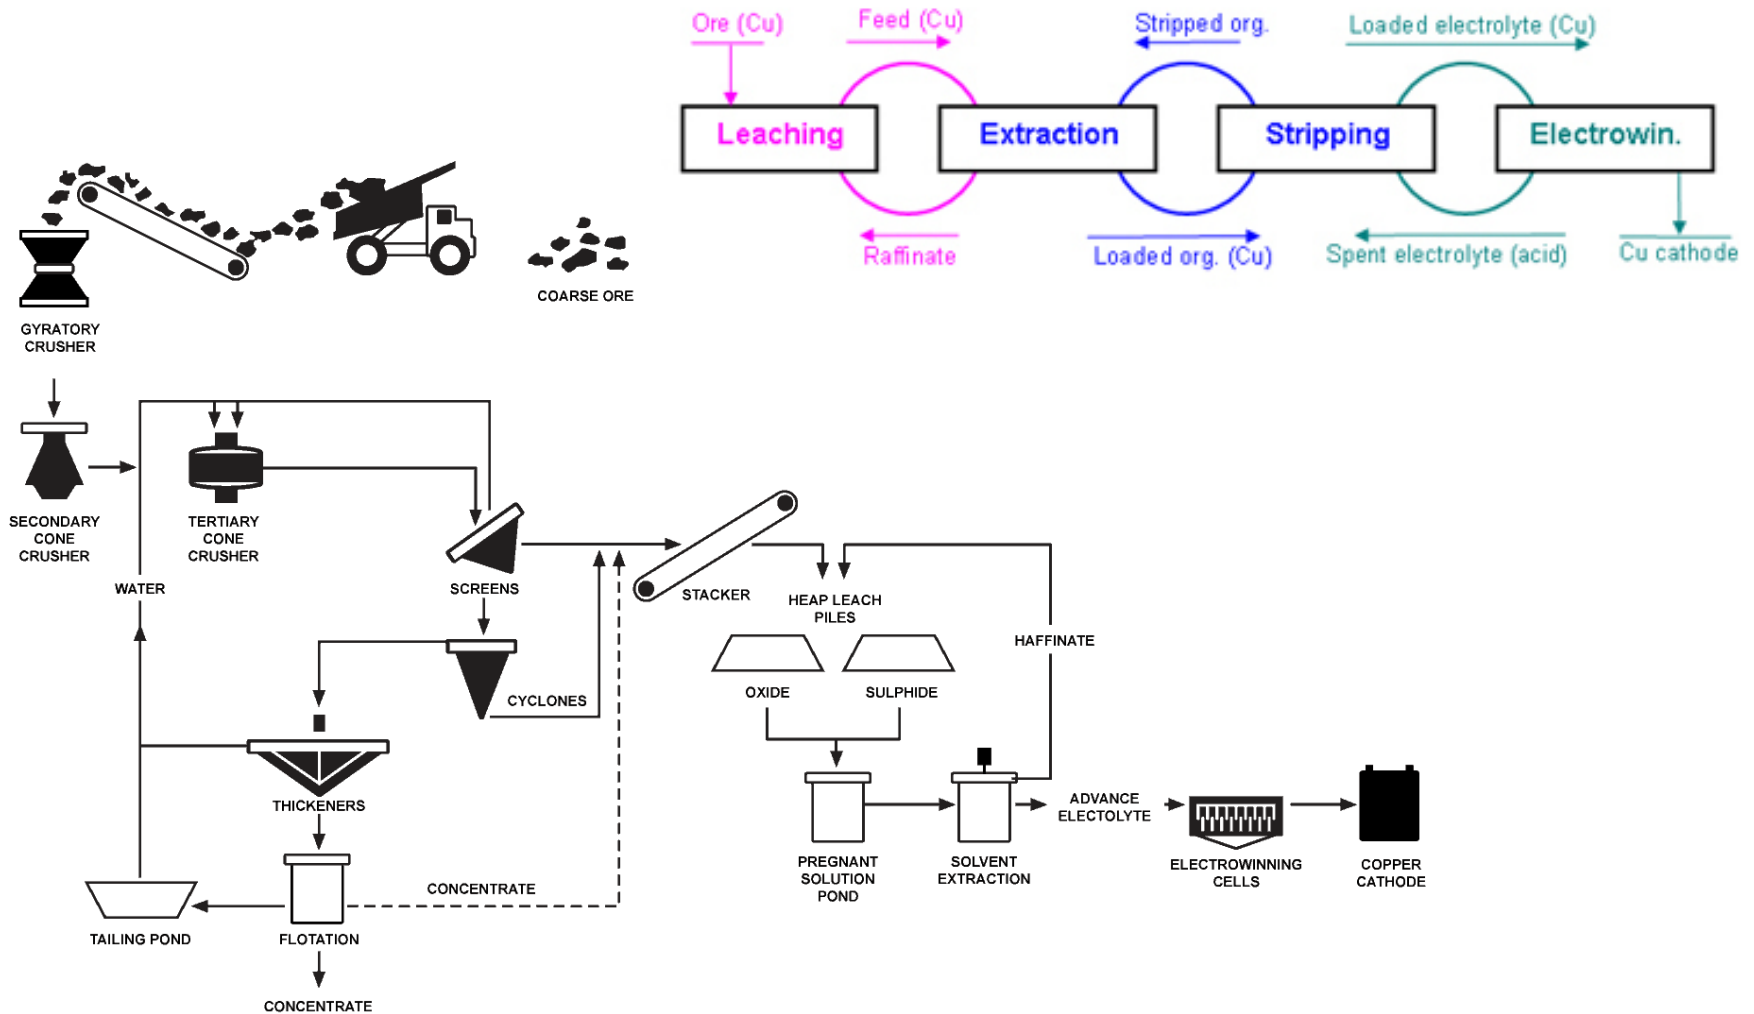 Ore (Cu)
Feed (Cu)
Stripped org.
Loaded electrolyte (Cu)
Leaching
Extraction
Stripping
Electrowin.
Raffinate
Loaded org. (Cu)
Spent electrolyte (acid)
Cu cathode
COARSE ORE
GYRATORY
CRUSHER
SECONDARY
CONE
CRUSHER
TERTIARY
CONE
CRUSHER
WATER
SCREENS
STACKER
HEAP LEACH
PILES
HAFFINATE
OXIDE
SULPHIDE
CYCLONES
THICKENERS
ADVANCE
ELECTOLYTE
PREGNANT
SOLUTION
POND
SOLVENT
EXTRACTION
ELECTROWINNING
CELLS
COPPER
CATHODE
CONCENTRATE
TAILING POND
FLOTATION
CONCENTRATE